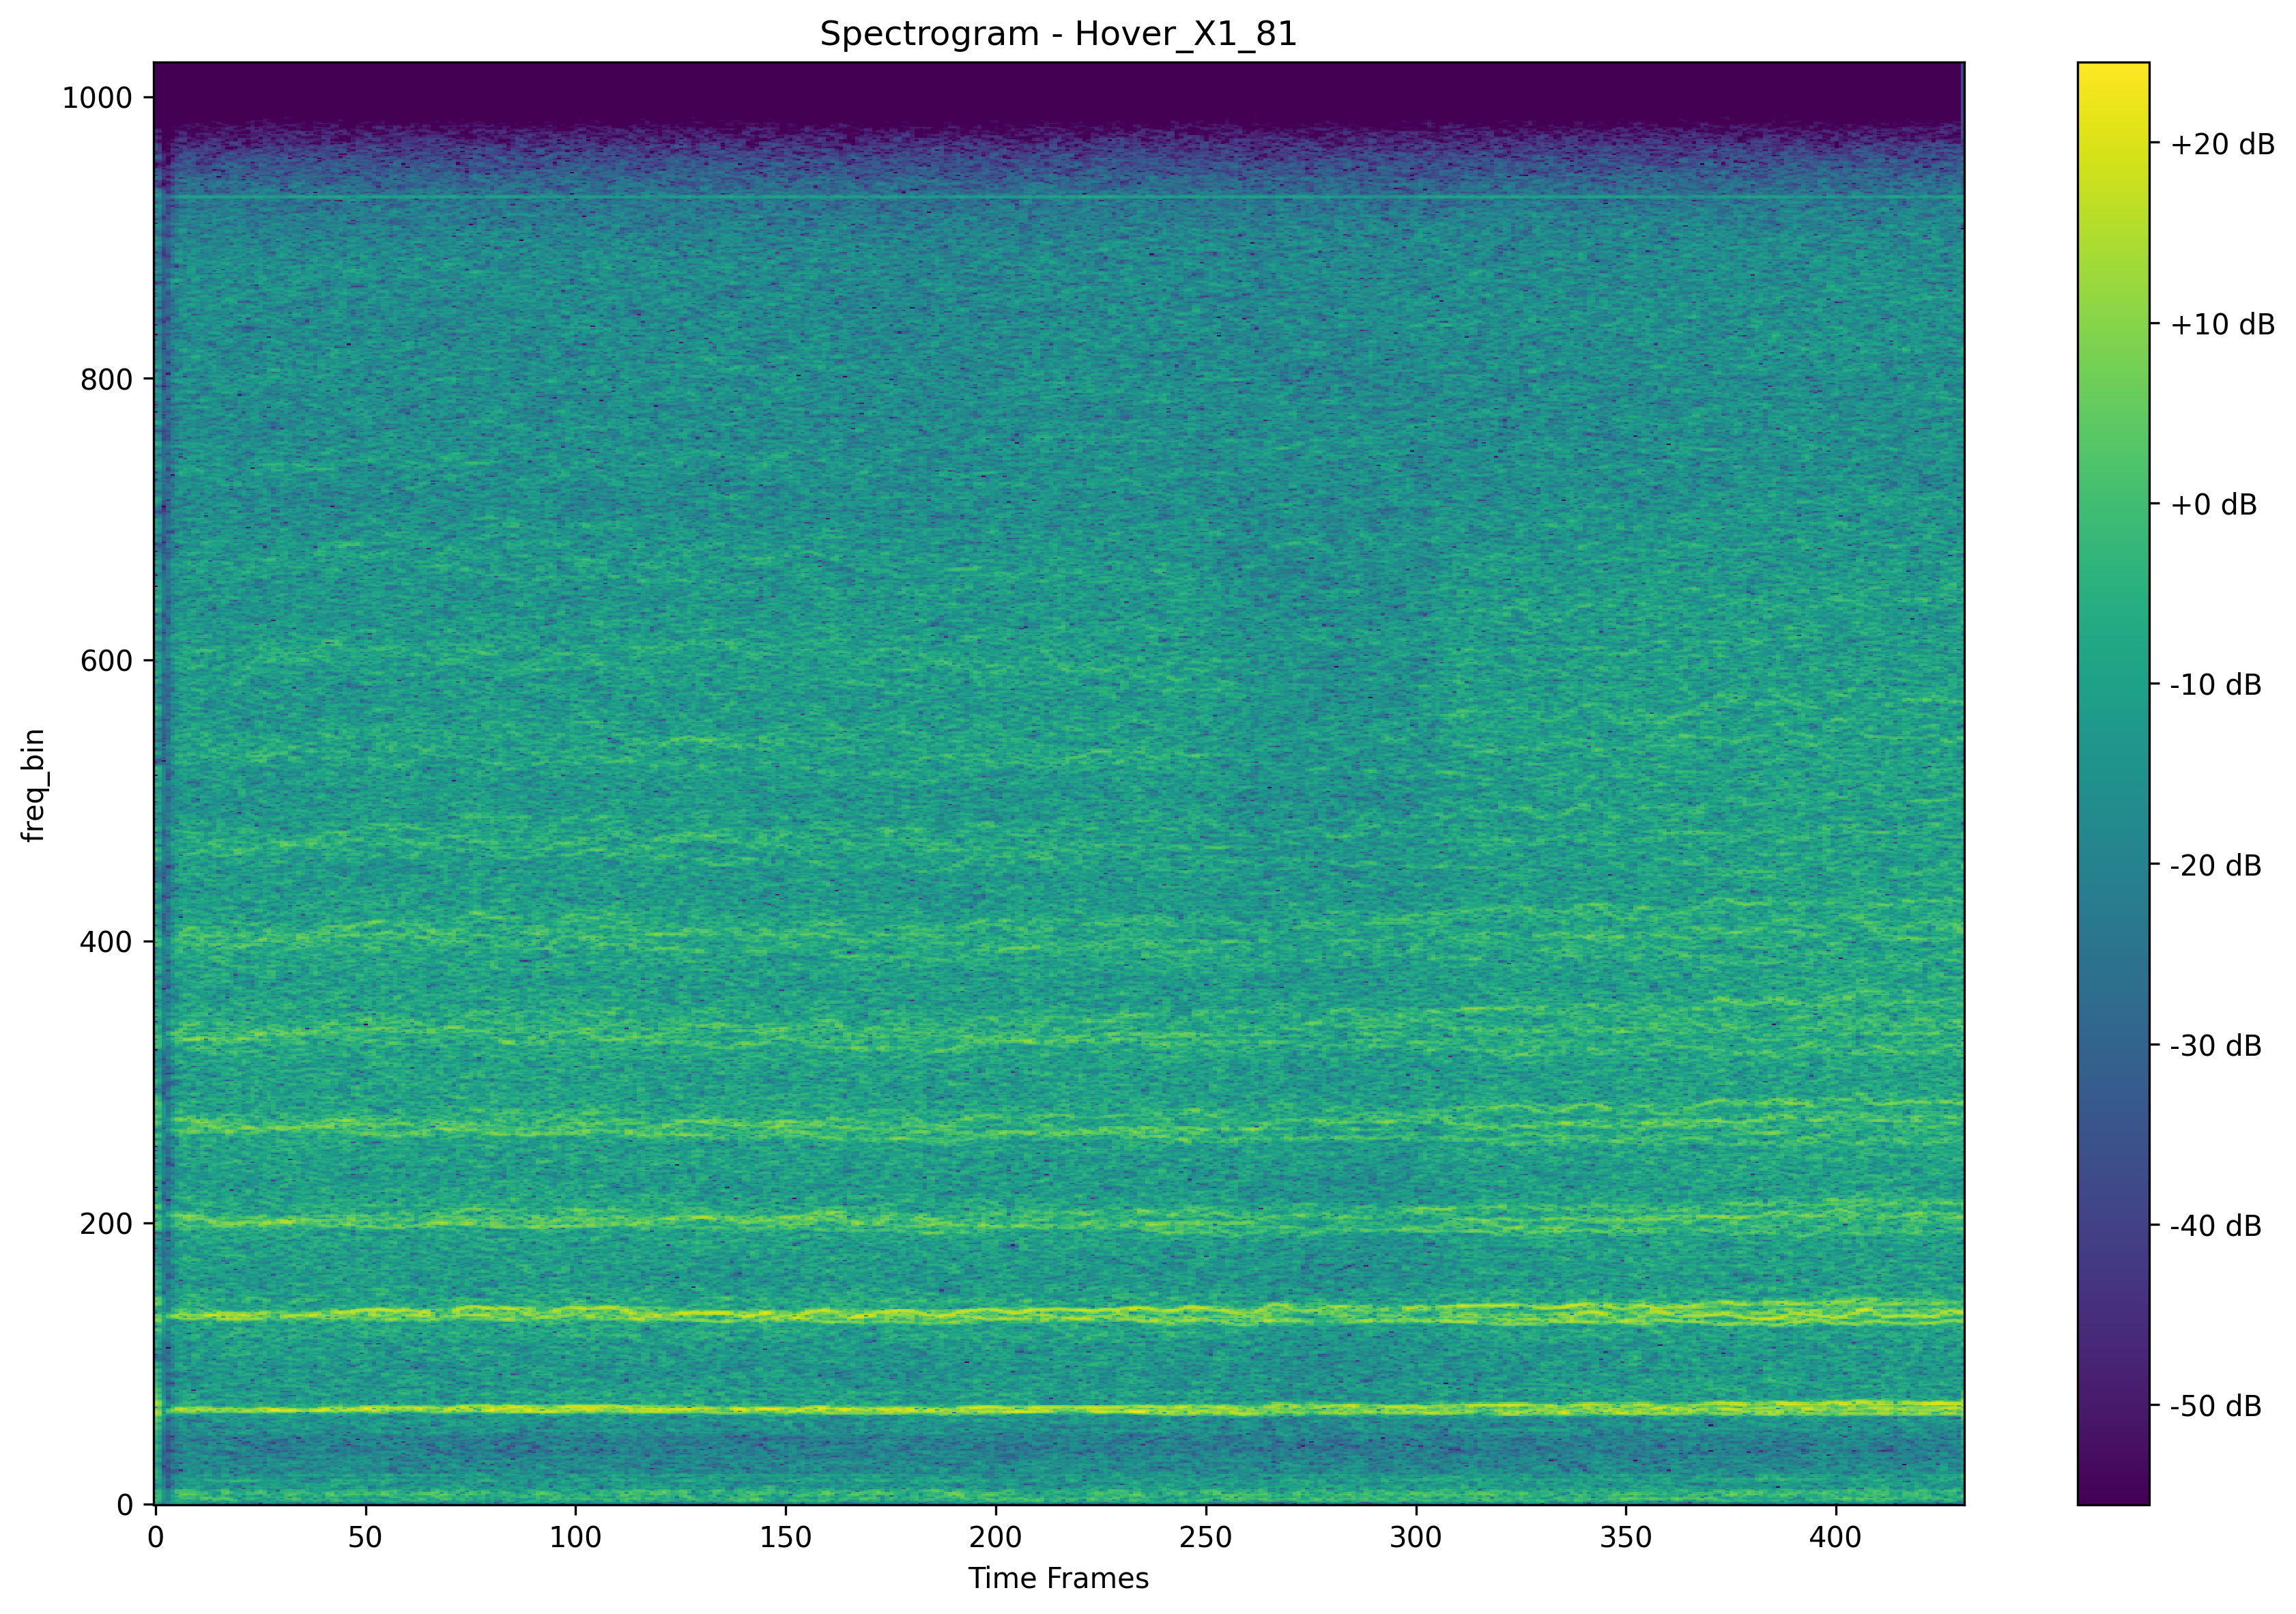 Spectrogram - Hover_X1_81
1000
800
600
400
200
0
freq_bin
0 50 100 150 200 250 300 350 400
Time Frames
+20 dB
+10 dB
+0 dB
-10 dB
-20 dB
-30 dB
-40 dB
-50 dB